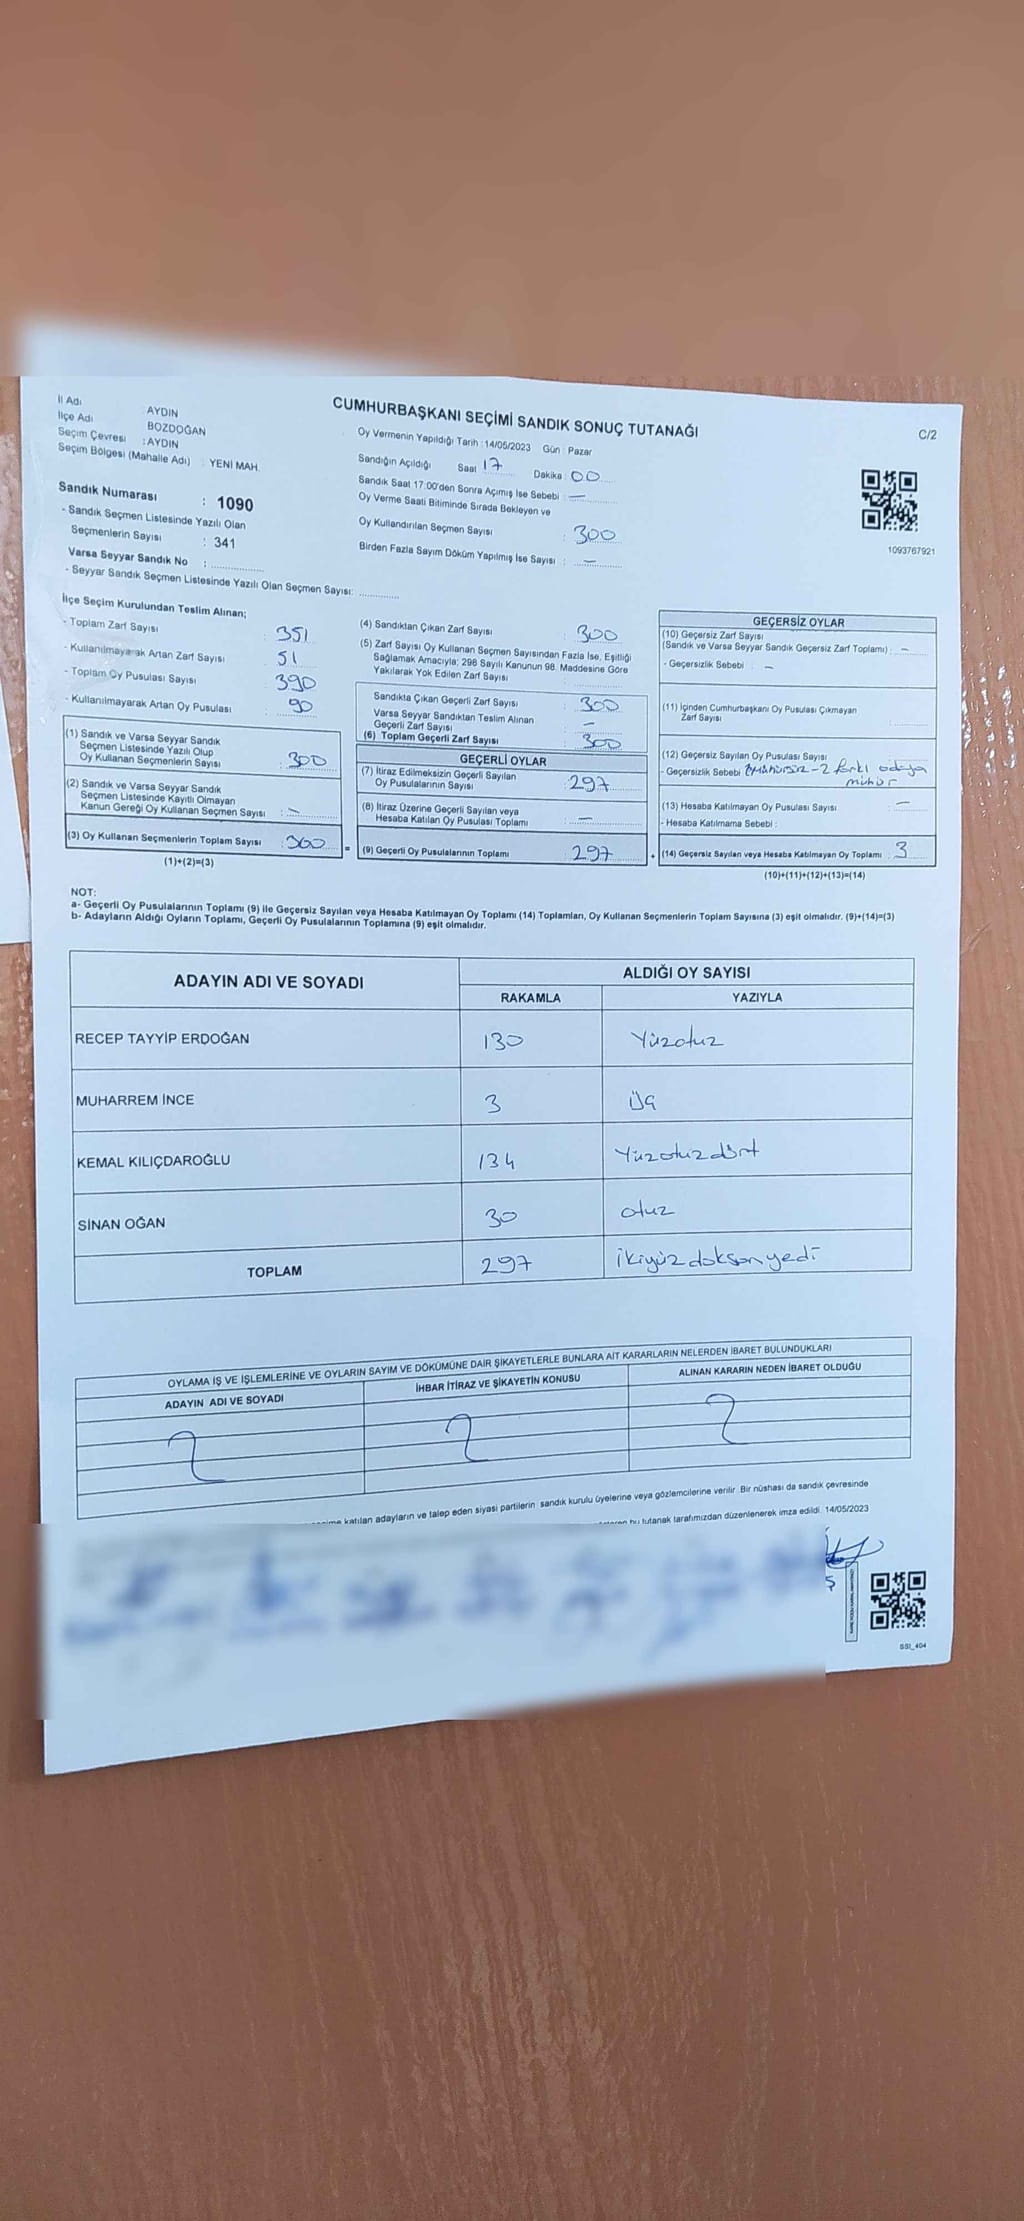 İl Adı : AYDIN
İlçe Adı : BOZDOĞAN
Seçim Çevresi : AYDIN
Seçim Bölgesi (Mahalle Adı) : YENİ MAH.
CUMHURBAŞKANI SEÇİMİ SANDIK SONUÇ TUTANAĞI
C/2
Oy Vermenin Yapıldığı Tarih : 14/05/2023 Gün : Pazar
Sandığın Açıldığı Saat 17 Dakika : 00
Sandık Saat 17:00'den Sonra Açımış İse Sebebi : —
Oy Verme Saati Bitiminde Sırada Bekleyen ve
Oy Kullandırılan Seçmen Sayısı : 300
Birden Fazla Sayım Döküm Yapılmış İse Sayısı : —
1093767921
Sandık Numarası : 1090
- Sandık Seçmen Listesinde Yazılı Olan
Seçmenlerin Sayısı : 341
Varsa Seyyar Sandık No :
- Seyyar Sandık Seçmen Listesinde Yazılı Olan Seçmen Sayısı:
İlçe Seçim Kurulundan Teslim Alınan;
- Toplam Zarf Sayısı : 351
- Kullanılmayarak Artan Zarf Sayısı : 51
- Toplam Oy Pusulası Sayısı : 390
- Kullanılmayarak Artan Oy Pusulası : 90
(1) Sandık ve Varsa Seyyar Sandık
Seçmen Listesinde Yazılı Olup
Oy Kullanan Seçmenlerin Sayısı : 300
(2) Sandık ve Varsa Seyyar Sandık
Seçmen Listesinde Kayıtlı Olmayan
Kanun Gereği Oy Kullanan Seçmen Sayısı : —
(3) Oy Kullanan Seçmenlerin Toplam Sayısı : 300
(1)+(2)=(3)
(4) Sandıktan Çıkan Zarf Sayısı : 300
(5) Zarf Sayısı Oy Kullanan Seçmen Sayısından Fazla İse, Eşitliği
Sağlamak Amacıyla; 298 Sayılı Kanunun 98. Maddesine Göre
Yakılarak Yok Edilen Zarf Sayısı :
Sandıkta Çıkan Geçerli Zarf Sayısı : 300
Varsa Seyyar Sandıktan Teslim Alınan
Geçerli Zarf Sayısı : —
(6) Toplam Geçerli Zarf Sayısı : 300
GEÇERLİ OYLAR
(7) İtiraz Edilmeksizin Geçerli Sayılan
Oy Pusulalarının Sayısı : 297
(8) İtiraz Üzerine Geçerli Sayılan veya
Hesaba Katılan Oy Pusulası Toplamı : —
= (9) Geçerli Oy Pusulalarının Toplamı : 297
GEÇERSİZ OYLAR
(10) Geçersiz Zarf Sayısı
(Sandık ve Varsa Seyyar Sandık Geçersiz Zarf Toplamı) : —
- Geçersizlik Sebebi : —
(11) İçinden Cumhurbaşkanı Oy Pusulası Çıkmayan
Zarf Sayısı :
(12) Geçersiz Sayılan Oy Pusulası Sayısı
- Geçersizlik Sebebi -2 farklı adaya
mühür
(13) Hesaba Katılmayan Oy Pusulası Sayısı : —
- Hesaba Katılmama Sebebi :
+ (14) Geçersiz Sayılan veya Hesaba Katılmayan Oy Toplamı : 3
(10)+(11)+(12)+(13)=(14)
NOT:
a- Geçerli Oy Pusulalarının Toplamı (9) ile Geçersiz Sayılan veya Hesaba Katılmayan Oy Toplamı (14) Toplamları, Oy Kullanan Seçmenlerin Toplam Sayısına (3) eşit olmalıdır. (9)+(14)=(3)
b- Adayların Aldığı Oyların Toplamı, Geçerli Oy Pusulalarının Toplamına (9) eşit olmalıdır.
ADAYIN ADI VE SOYADI
ALDIĞI OY SAYISI
RAKAMLA YAZIYLA
RECEP TAYYİP ERDOĞAN 130 Yüzotuz
MUHARREM İNCE 3 Üç
KEMAL KILIÇDAROĞLU 134 Yüzotuzdört
SİNAN OĞAN 30 otuz
TOPLAM 297 İkiyüzdoksanyedi
OYLAMA İŞ VE İŞLEMLERİNE VE OYLARIN SAYIM VE DÖKÜMÜNE DAİR ŞİKAYETLERLE BUNLARA AİT KARARLARIN NELERDEN İBARET BULUNDUKLARI
ADAYIN ADI VE SOYADI İHBAR İTİRAZ VE ŞİKAYETİN KONUSU ALINAN KARARIN NEDEN İBARET OLDUĞU
katılan adayların ve talep eden siyasi partilerin sandık kurulu üyelerine veya gözlemcilerine verilir. Bir nüshası da sandık çevresinde
bu tutanak tarafımızdan düzenlenerek imza edildi. 14/05/2023
Ş
SSI_404